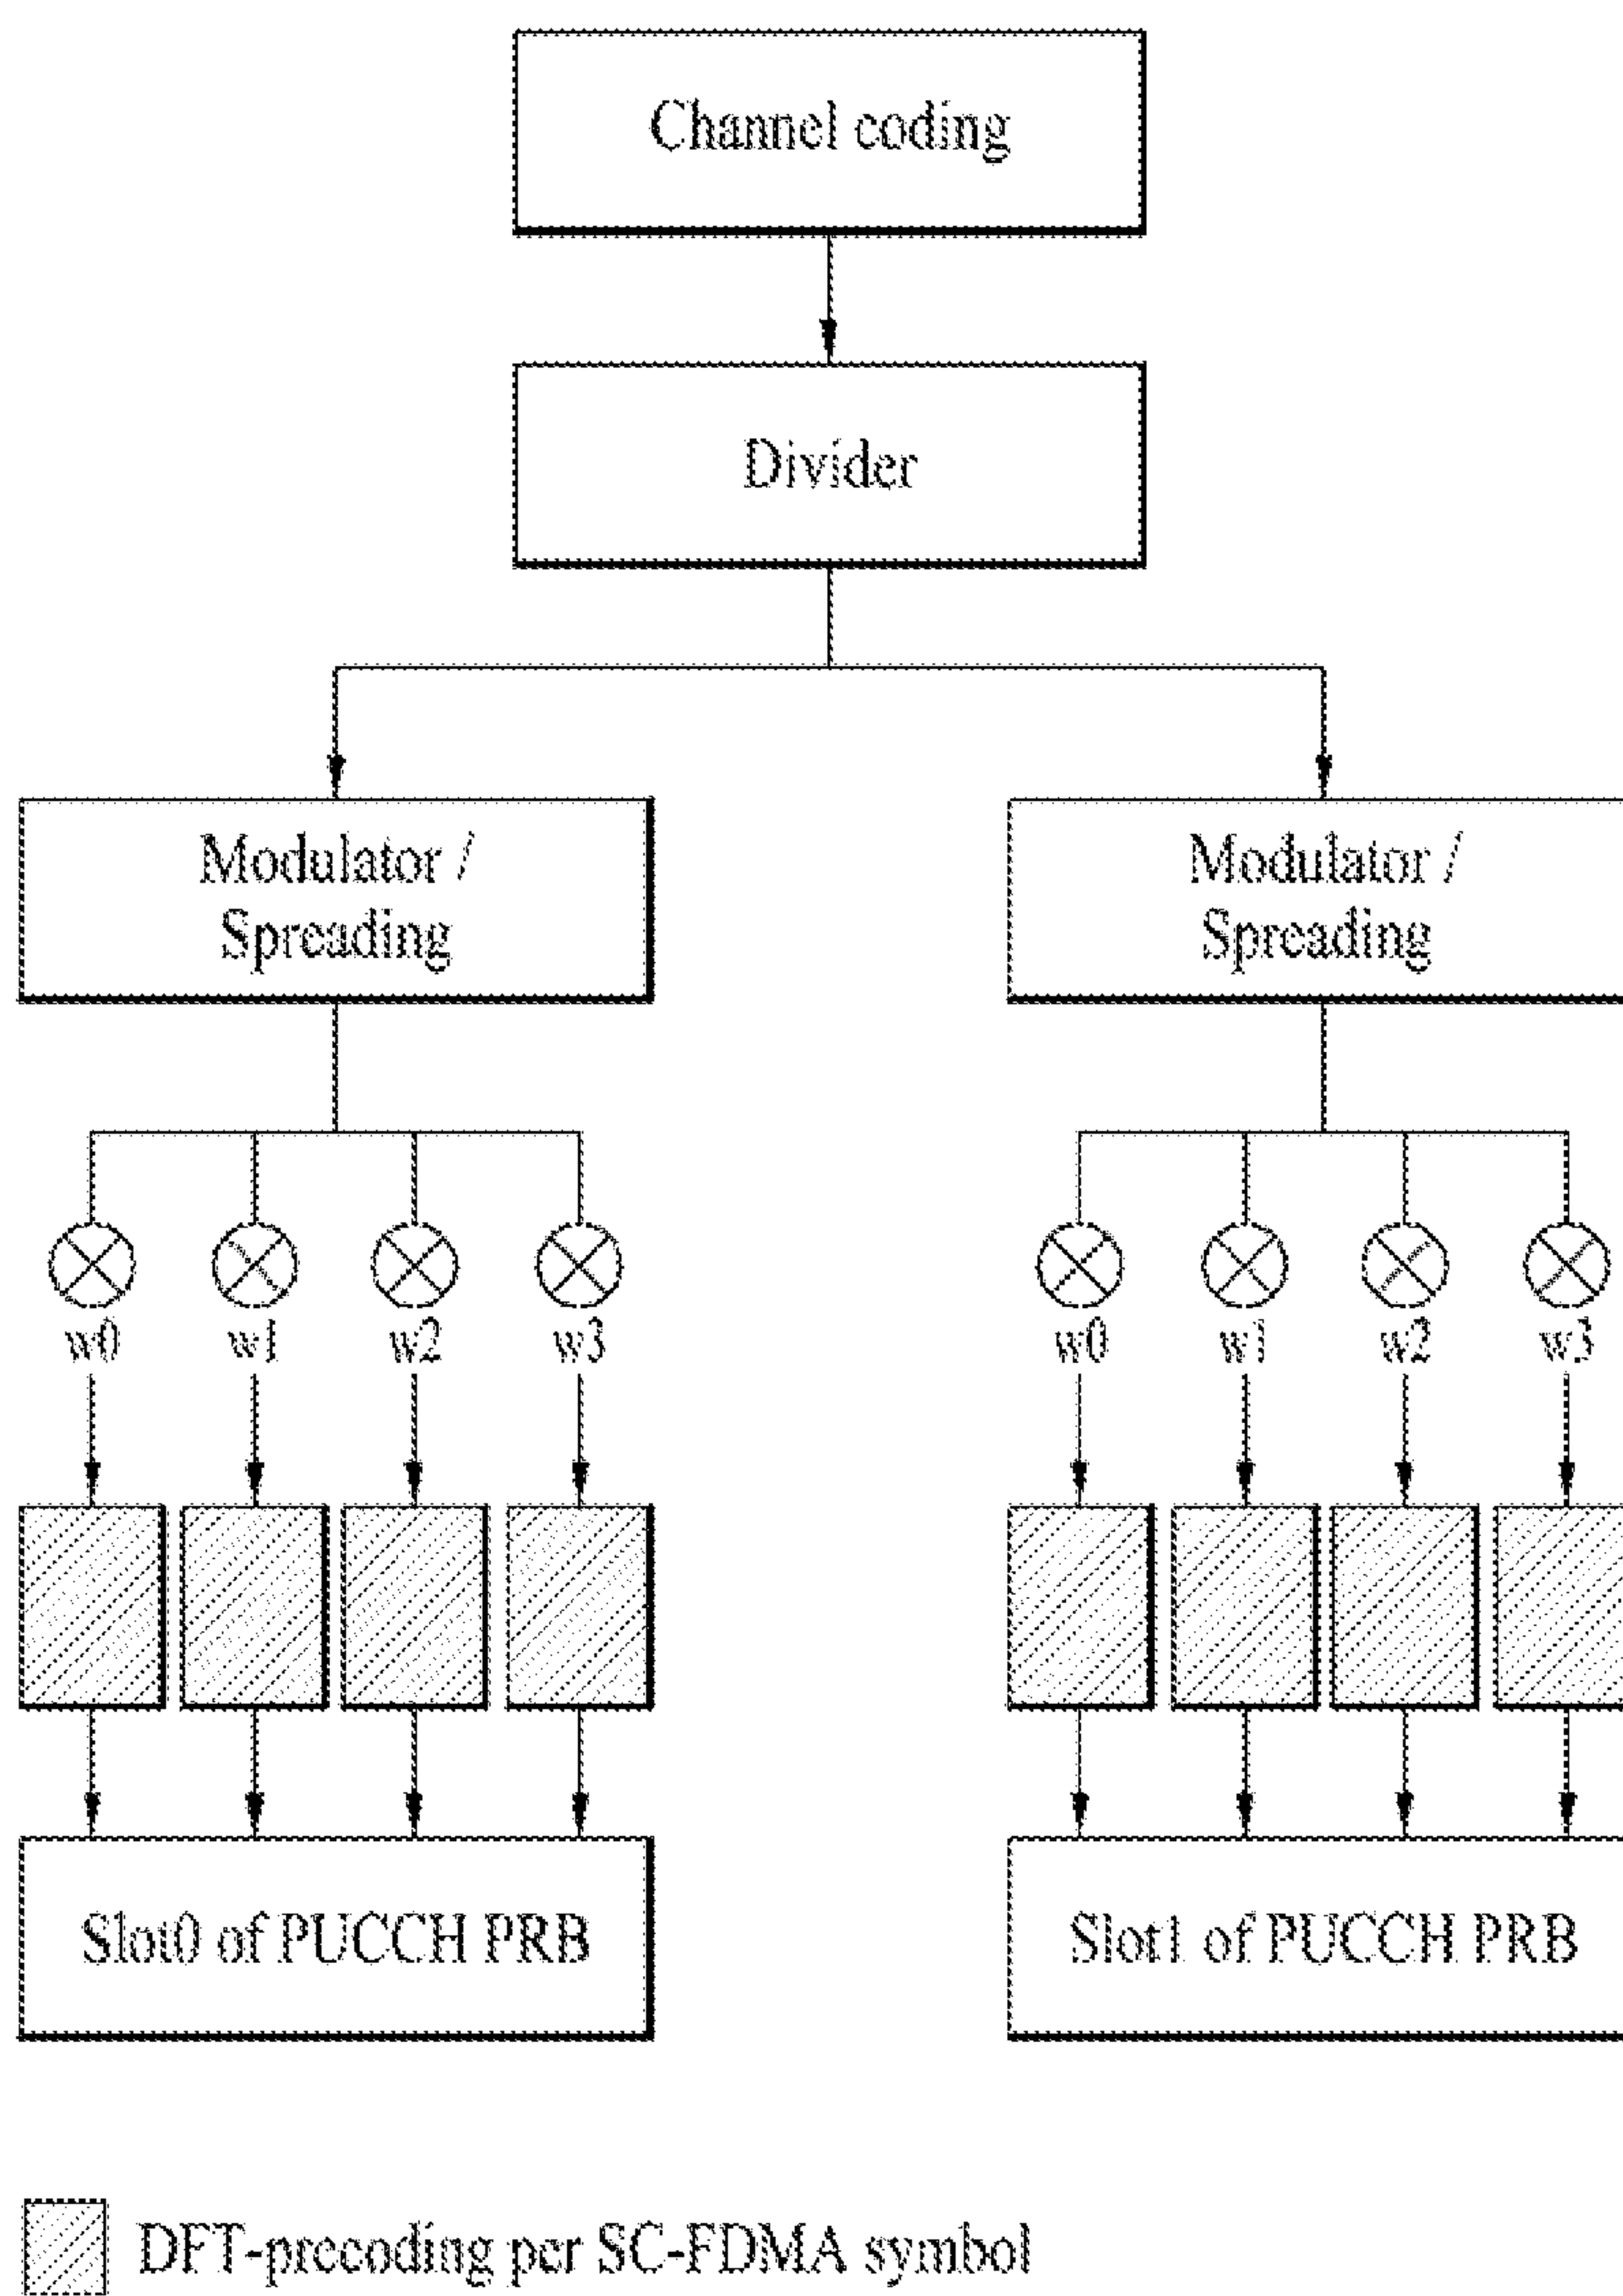 Channel coding
Divider
Modulator /
Spreading
Modulator /
Spreading
w0 w1 w2 w3
w0 w1 w2 w3
Slot0 of PUCCH PRB
Slot1 of PUCCH PRB
DFT-precoding per SC-FDMA symbol